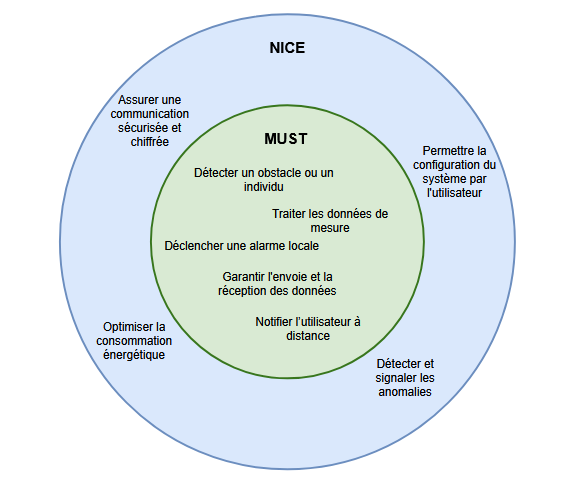 NICE
Assurer une
communication
sécurisée et
chiffrée
MUST
Détecter un obstacle ou un
individu
Permettre la
configuration du
système par
l'utilisateur
Traiter les données de
mesure
Déclencher une alarme locale
Garantir l'envoie et la
réception des données
Notifier l'utilisateur à
distance
Optimiser la
consommation
énergétique
Détecter et
signaler les
anomalies